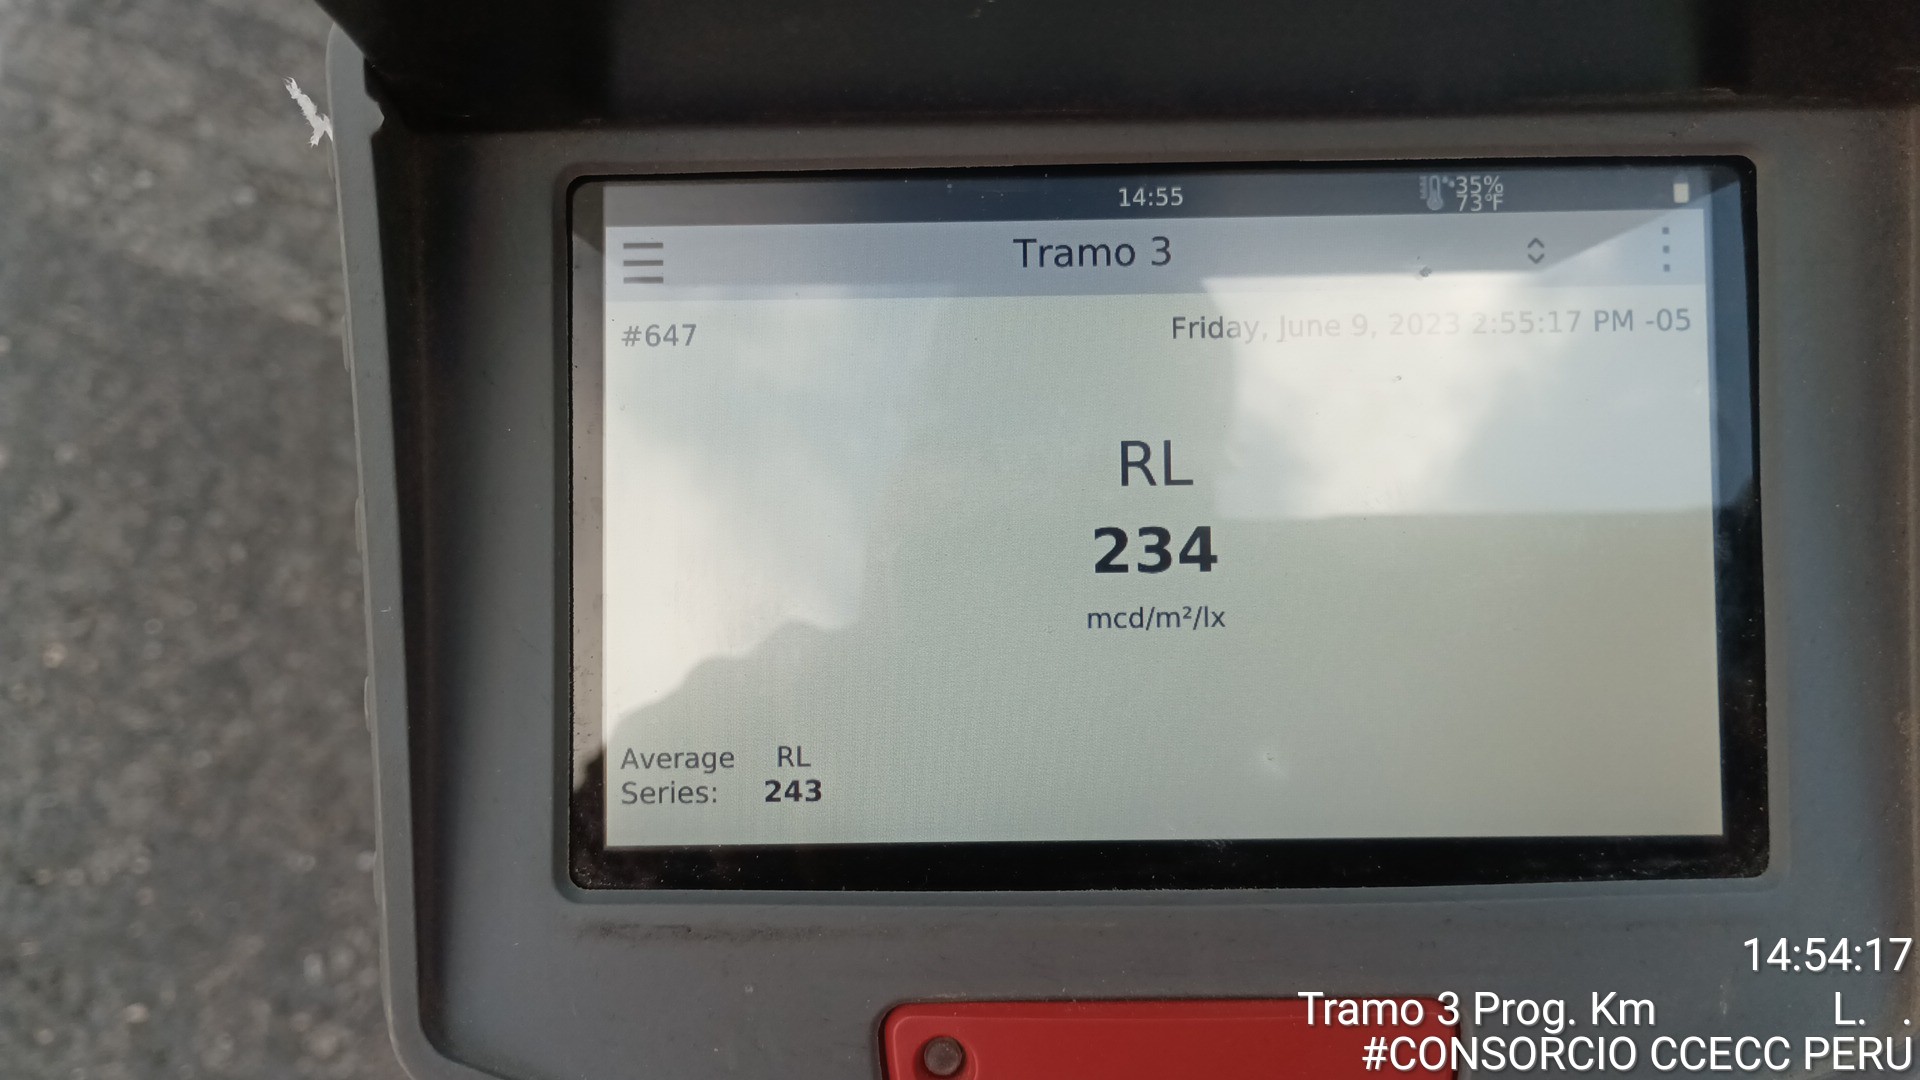 14:55
35%
73°F
Tramo 3
#647
Friday, June 9, 2023 2:55:17 PM -05
RL
234
mcd/m²/lx
Average RL
Series: 243
14:54:17
Tramo 3 Prog. Km L. .
#CONSORCIO CCECC PERU